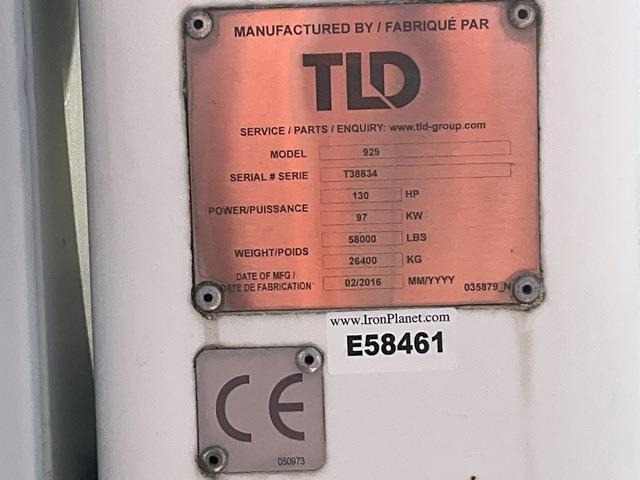 MANUFACTURED BY / FABRIQUÉ PAR
TLD
SERVICE / PARTS / ENQUIRY: www.tld-group.com
MODEL 929
SERIAL # SERIE T38834
POWER/PUISSANCE 130 HP
97 KW
WEIGHT/POIDS 58000 LBS
26400 KG
DATE OF MFG /
DATE DE FABRICATION 02/2016 MM/YYYY 035879_N
www.IronPlanet.com
E58461
CE
050973